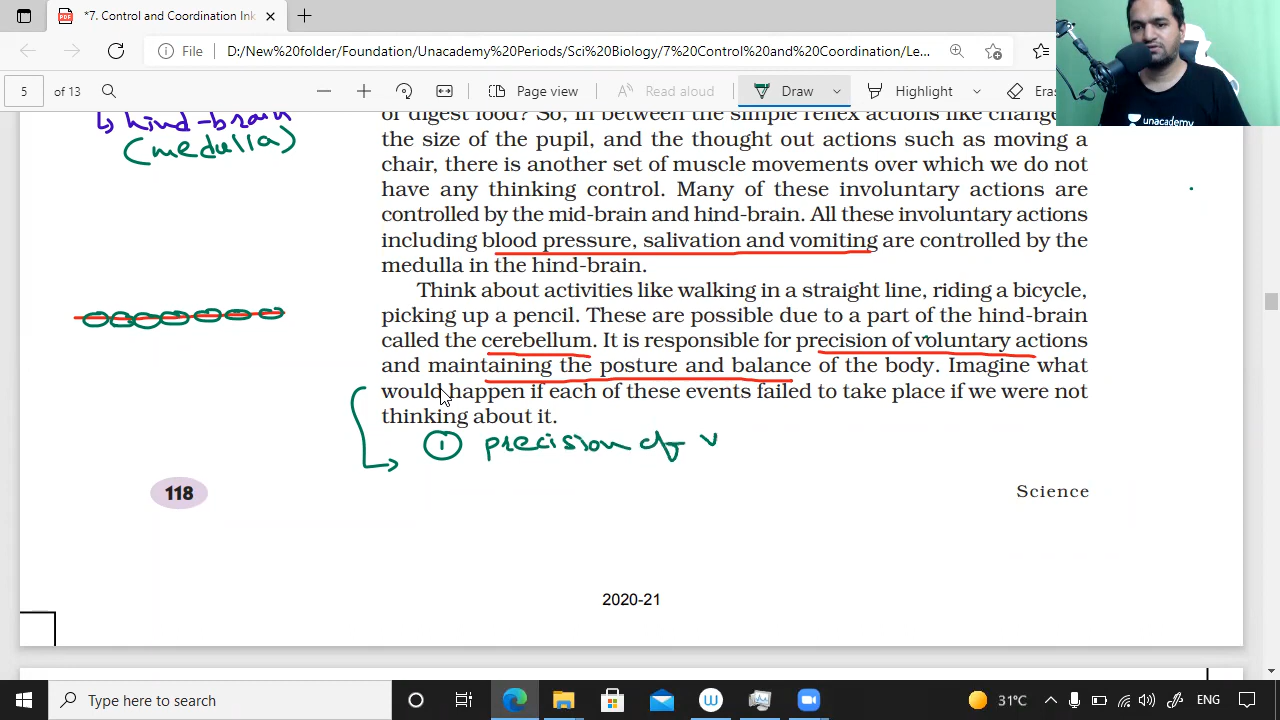 *7. Control and Coordination Ink
File
D:/New%20folder/Foundation/Unacademy%20Periods/Sci%20Biology/7%20Control%20and%20Coordination/Le...
5 of 13
Page view
Read aloud
Draw
Highlight
Eras
unacademy
↳ hind-brain
(medulla)
or digest food? So, in between the simple reflex actions like change
the size of the pupil, and the thought out actions such as moving a
chair, there is another set of muscle movements over which we do not
have any thinking control. Many of these involuntary actions are
controlled by the mid-brain and hind-brain. All these involuntary actions
including blood pressure, salivation and vomiting are controlled by the
medulla in the hind-brain.
Think about activities like walking in a straight line, riding a bicycle,
picking up a pencil. These are possible due to a part of the hind-brain
called the cerebellum. It is responsible for precision of voluntary actions
and maintaining the posture and balance of the body. Imagine what
would happen if each of these events failed to take place if we were not
thinking about it.
① precision of v
118
Science
2020-21
Type here to search
31°C
ENG